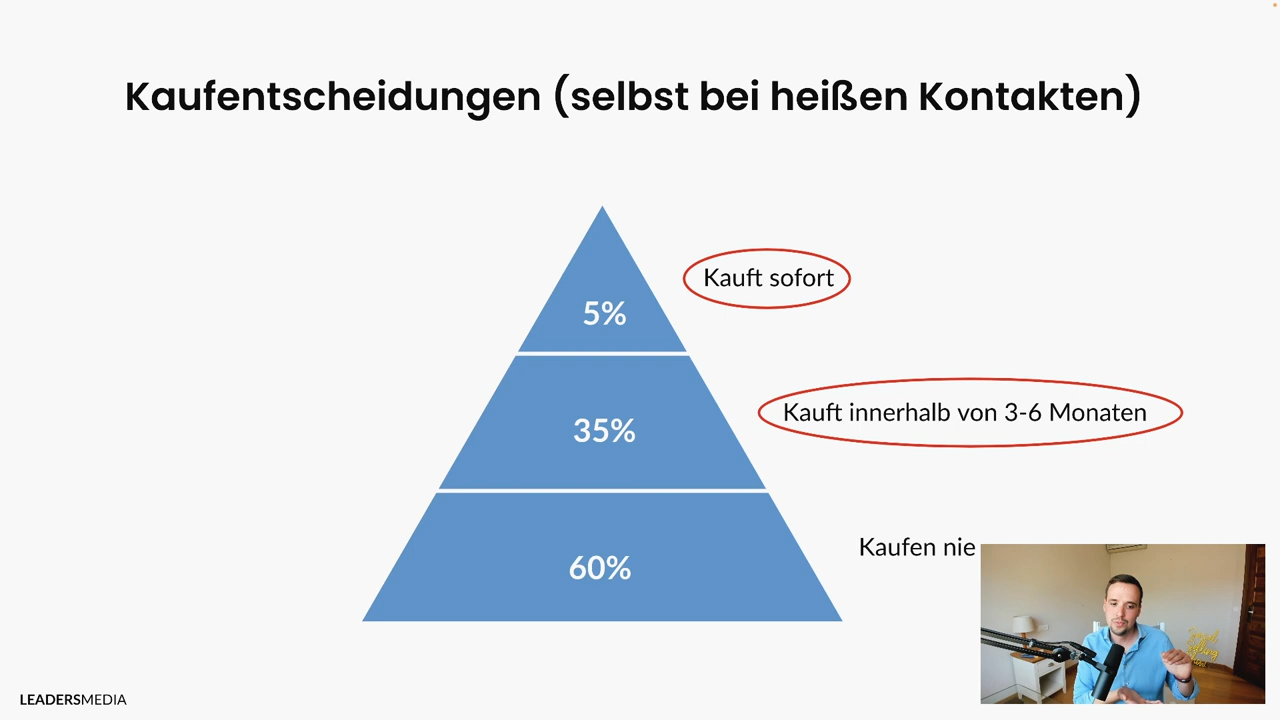 Kaufentscheidungen (selbst bei heißen Kontakten)
Kauft sofort
5%
Kauft innerhalb von 3-6 Monaten
35%
Kaufen nie
60%
LEADERSMEDIA